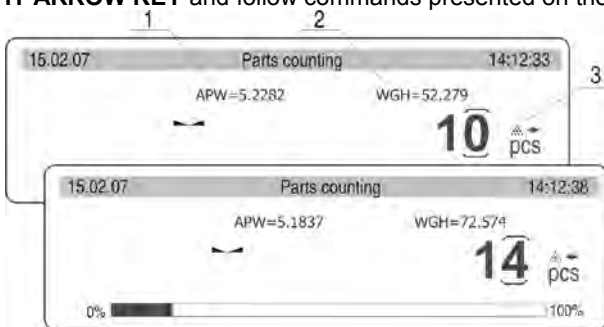 IT ARROW KEY and follow commands presented on the
1 2
15.02.07 Parts counting 14:12:33
3
APW=5.2282 WGH=52.279
10 pcs
15.02.07 Parts counting 14:12:38
APW=5.1837 WGH=72.574
14 pcs
0% 100%